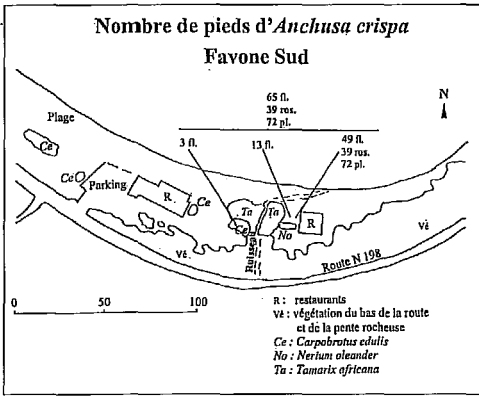 Nombre de pieds d'Anchusa crispa
Favone Sud
65 fl.
39 ros.
72 pl.
N
Plage
3 fl.
13 fl.
49 fl.
39 ros.
72 pl.
Ce
Ce
Parking
R
Ce
Ta
Ta
Ce
No
R
Vé
Ruisseau
Route N 198
Vé
0
50
100
R : restaurants
Vé : végétation du bas de la route
et de la pente rocheuse
Ce : Carpobrotus edulis
No : Nerium oleander
Ta : Tamarix africana